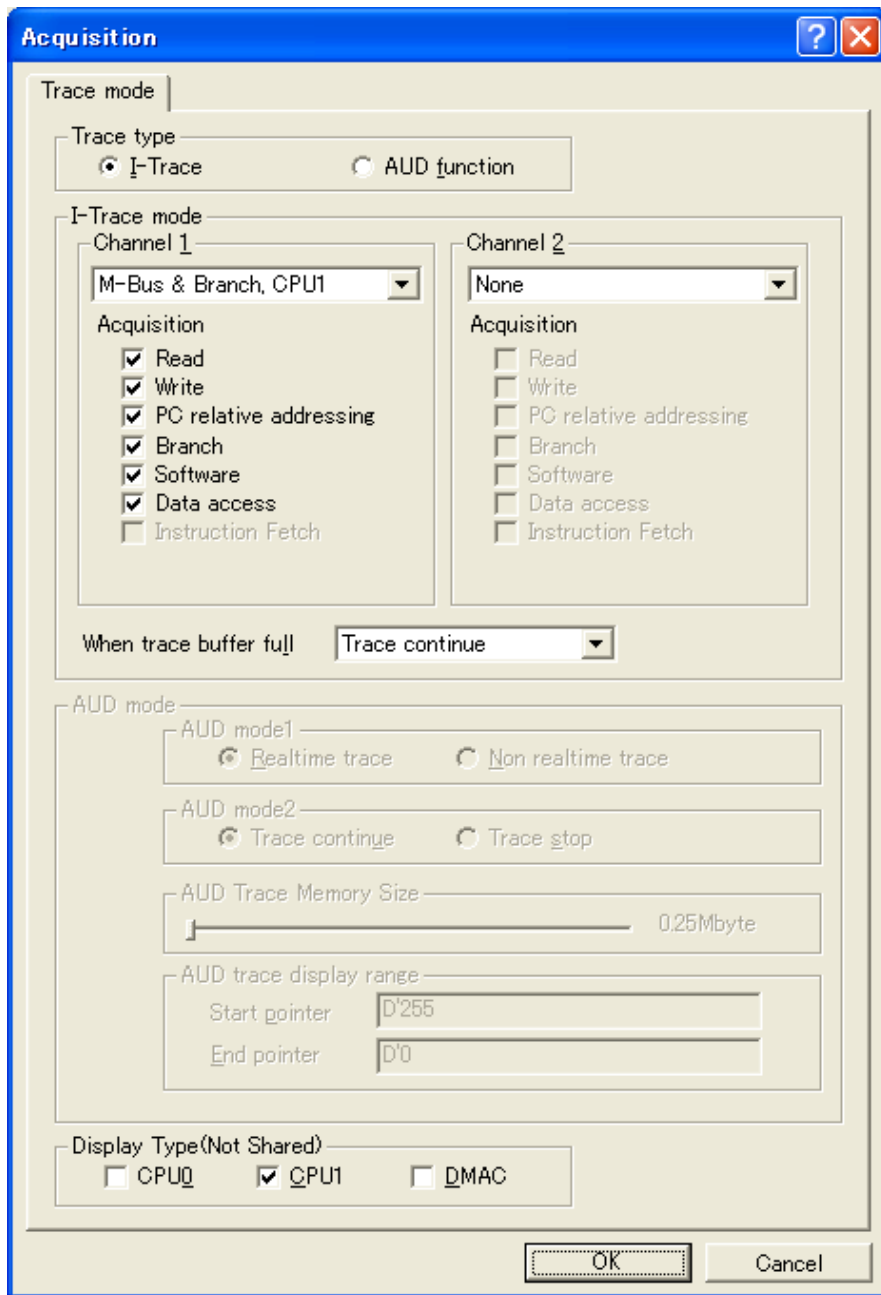 Acquisition
Trace mode
Trace type
I-Trace AUD function
I-Trace mode
Channel 1
M-Bus & Branch, CPU1
Acquisition
Read
Write
PC relative addressing
Branch
Software
Data access
Instruction Fetch
Channel 2
None
Acquisition
Read
Write
PC relative addressing
Branch
Software
Data access
Instruction Fetch
When trace buffer full Trace continue
AUD mode
AUD mode1
Realtime trace Non realtime trace
AUD mode2
Trace continue Trace stop
AUD Trace Memory Size
0.25Mbyte
AUD trace display range
Start pointer D'255
End pointer D'0
Display Type(Not Shared)
CPU0 CPU1 DMAC
OK Cancel